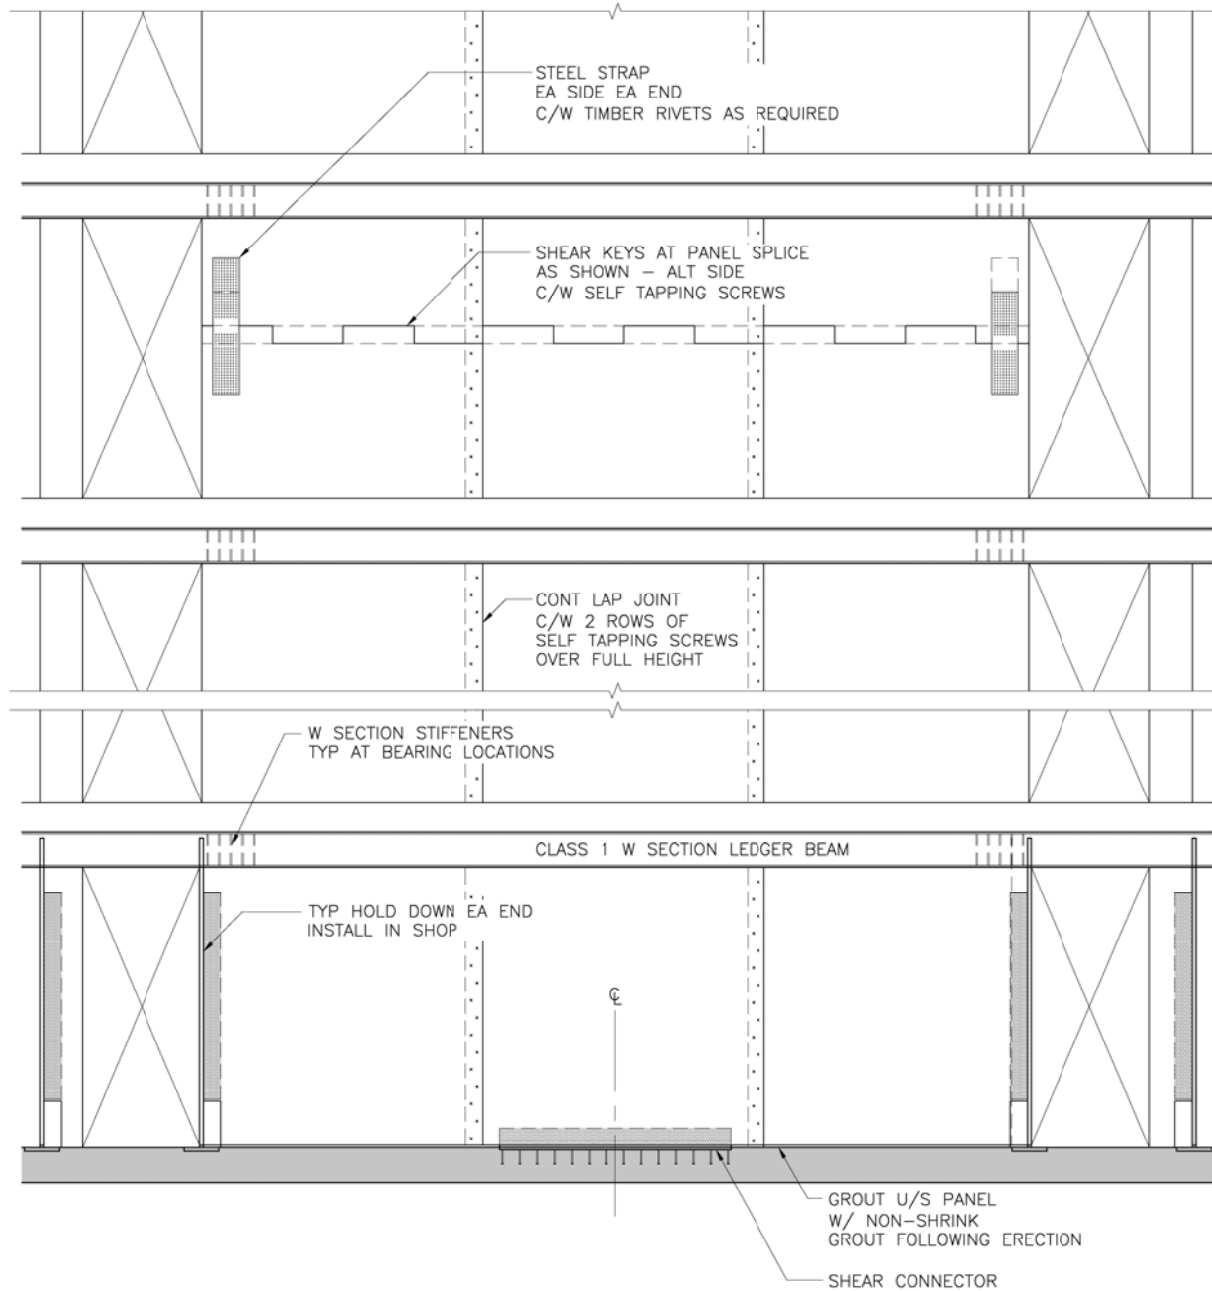 STEEL STRAP
EA SIDE EA END
C/W TIMBER RIVETS AS REQUIRED
SHEAR KEYS AT PANEL SPLICE
AS SHOWN – ALT SIDE
C/W SELF TAPPING SCREWS
CONT LAP JOINT
C/W 2 ROWS OF
SELF TAPPING SCREWS
OVER FULL HEIGHT
W SECTION STIFFENERS
TYP AT BEARING LOCATIONS
CLASS 1 W SECTION LEDGER BEAM
TYP HOLD DOWN EA END
INSTALL IN SHOP
℄
GROUT U/S PANEL
W/ NON–SHRINK
GROUT FOLLOWING ERECTION
SHEAR CONNECTOR